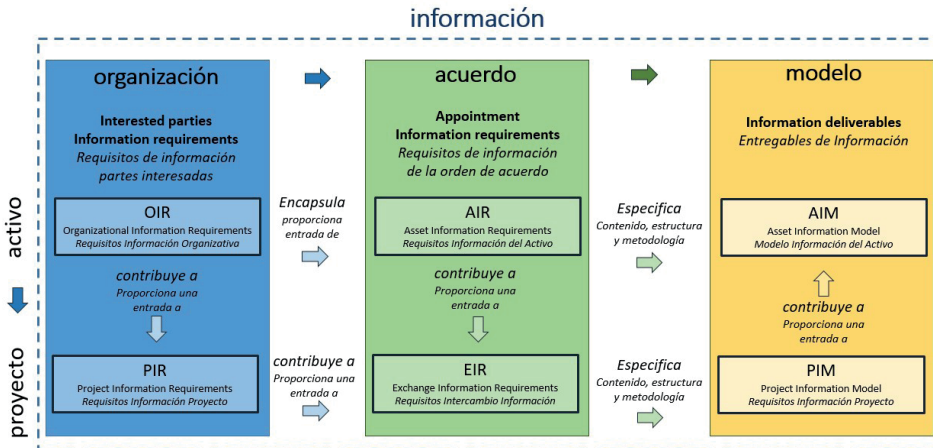 información
organización
acuerdo
modelo
Interested parties
Information requirements
Requisitos de información
partes interesadas
Appointment
Information requirements
Requisitos de información
de la orden de acuerdo
Information deliverables
Entregables de Información
activo
OIR
Organizational Information Requirements
Requisitos Información Organizativa
Encapsula
proporciona
entrada de
AIR
Asset Information Requirements
Requisitos Información del Activo
Especifica
Contenido, estructura
y metodología
AIM
Asset Information Model
Modelo Información del Activo
contribuye a
Proporciona una
entrada a
contribuye a
Proporciona una
entrada a
contribuye a
Proporciona una
entrada a
proyecto
PIR
Project Information Requirements
Requisitos Información Proyecto
contribuye a
Proporciona una
entrada a
EIR
Exchange Information Requirements
Requisitos Intercambio Información
Especifica
Contenido, estructura
y metodología
PIM
Project Information Model
Requisitos Información Proyecto